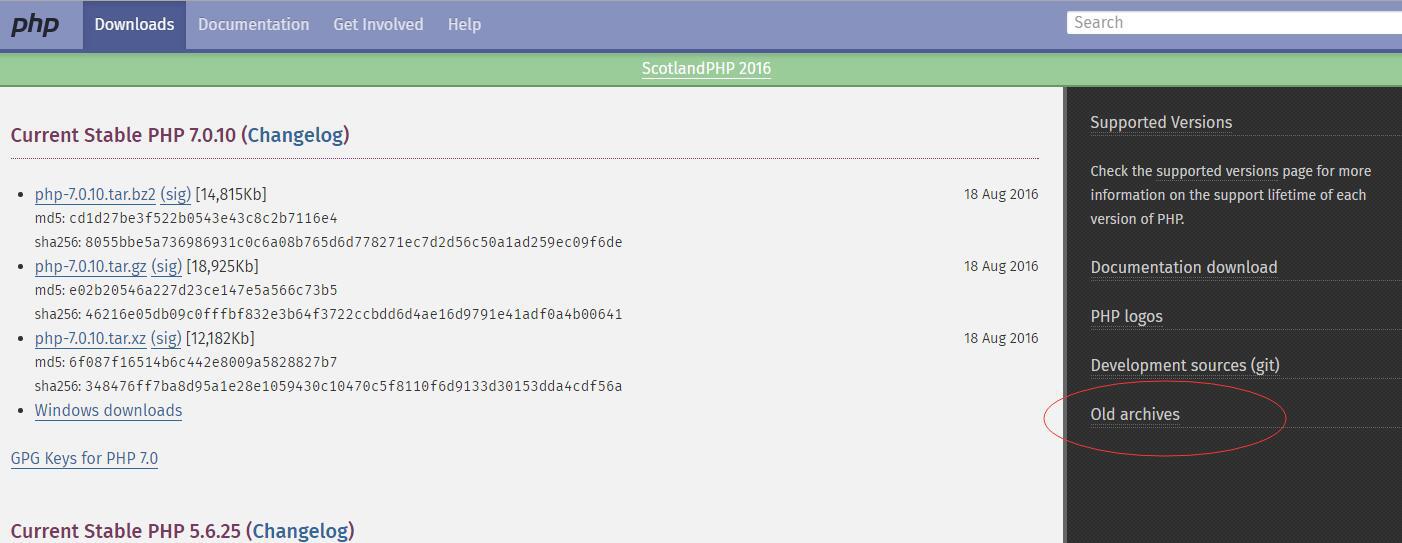 php Downloads Documentation Get Involved Help Search
ScotlandPHP 2016
Current Stable PHP 7.0.10 (Changelog)
php-7.0.10.tar.bz2 (sig) [14,815Kb] 18 Aug 2016
md5: cd1d27be3f522b0543e43c8c2b7116e4
sha256: 8055bbe5a736986931c0c6a08b765d6d778271ec7d2d56c50a1ad259ec09f6de
php-7.0.10.tar.gz (sig) [18,925Kb] 18 Aug 2016
md5: e02b20546a227d23ce147e5a566c73b5
sha256: 46216e05db09c0fffbf832e3b64f3722ccbdd6d4ae16d9791e41adf0a4b00641
php-7.0.10.tar.xz (sig) [12,182Kb] 18 Aug 2016
md5: 6f087f16514b6c442e8009a5828827b7
sha256: 348476ff7ba8d95a1e28e1059430c10470c5f8110f6d9133d30153dda4cdf56a
Windows downloads
GPG Keys for PHP 7.0
Current Stable PHP 5.6.25 (Changelog)
Supported Versions
Check the supported versions page for more
information on the support lifetime of each
version of PHP.
Documentation download
PHP logos
Development sources (git)
Old archives